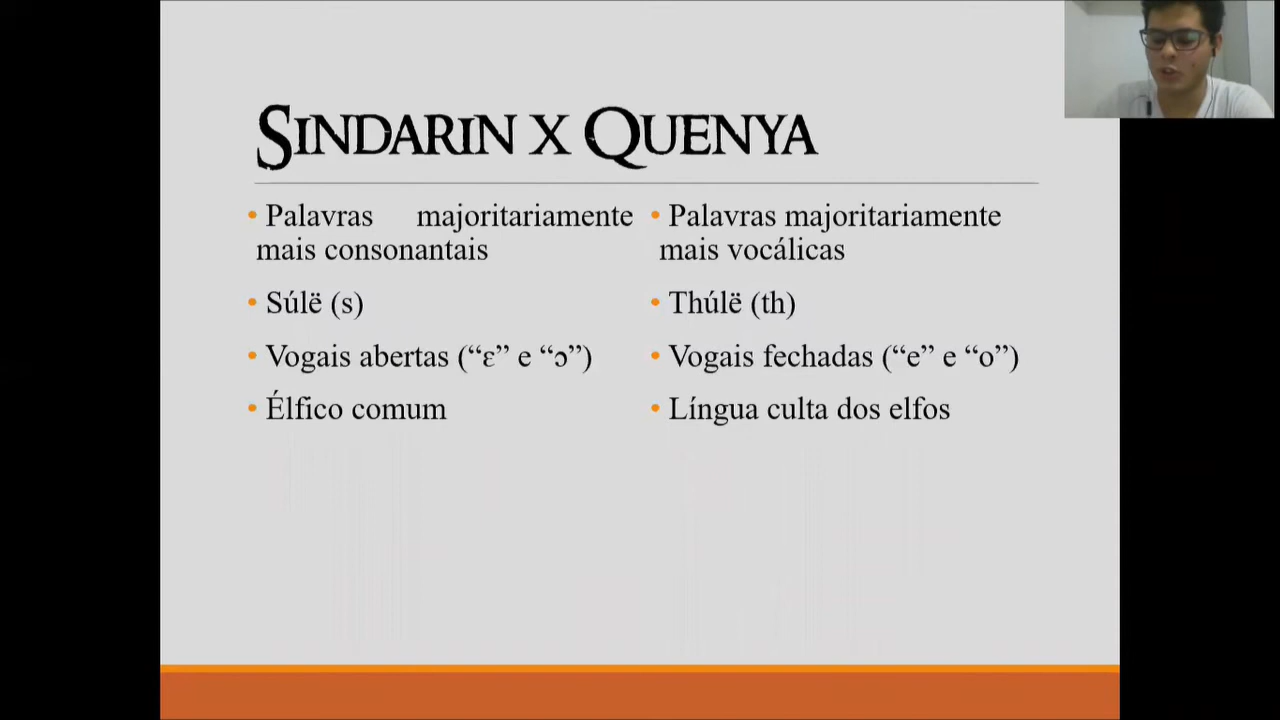 SINDARIN X QUENYA
• Palavras majoritariamente
mais consonantais
• Súlë (s)
• Vogais abertas (“ɛ” e “ɔ”)
• Élfico comum
• Palavras majoritariamente
mais vocálicas
• Thúlë (th)
• Vogais fechadas (“e” e “o”)
• Língua culta dos elfos